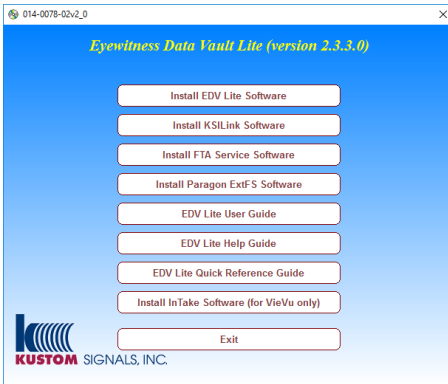 014-0078-02v2_0
Eyewitness Data Vault Lite (version 2.3.3.0)
Install EDV Lite Software
Install KSILink Software
Install FTA Service Software
Install Paragon ExtFS Software
EDV Lite User Guide
EDV Lite Help Guide
EDV Lite Quick Reference Guide
Install InTake Software (for VieVu only)
Exit
KUSTOM SIGNALS, INC.